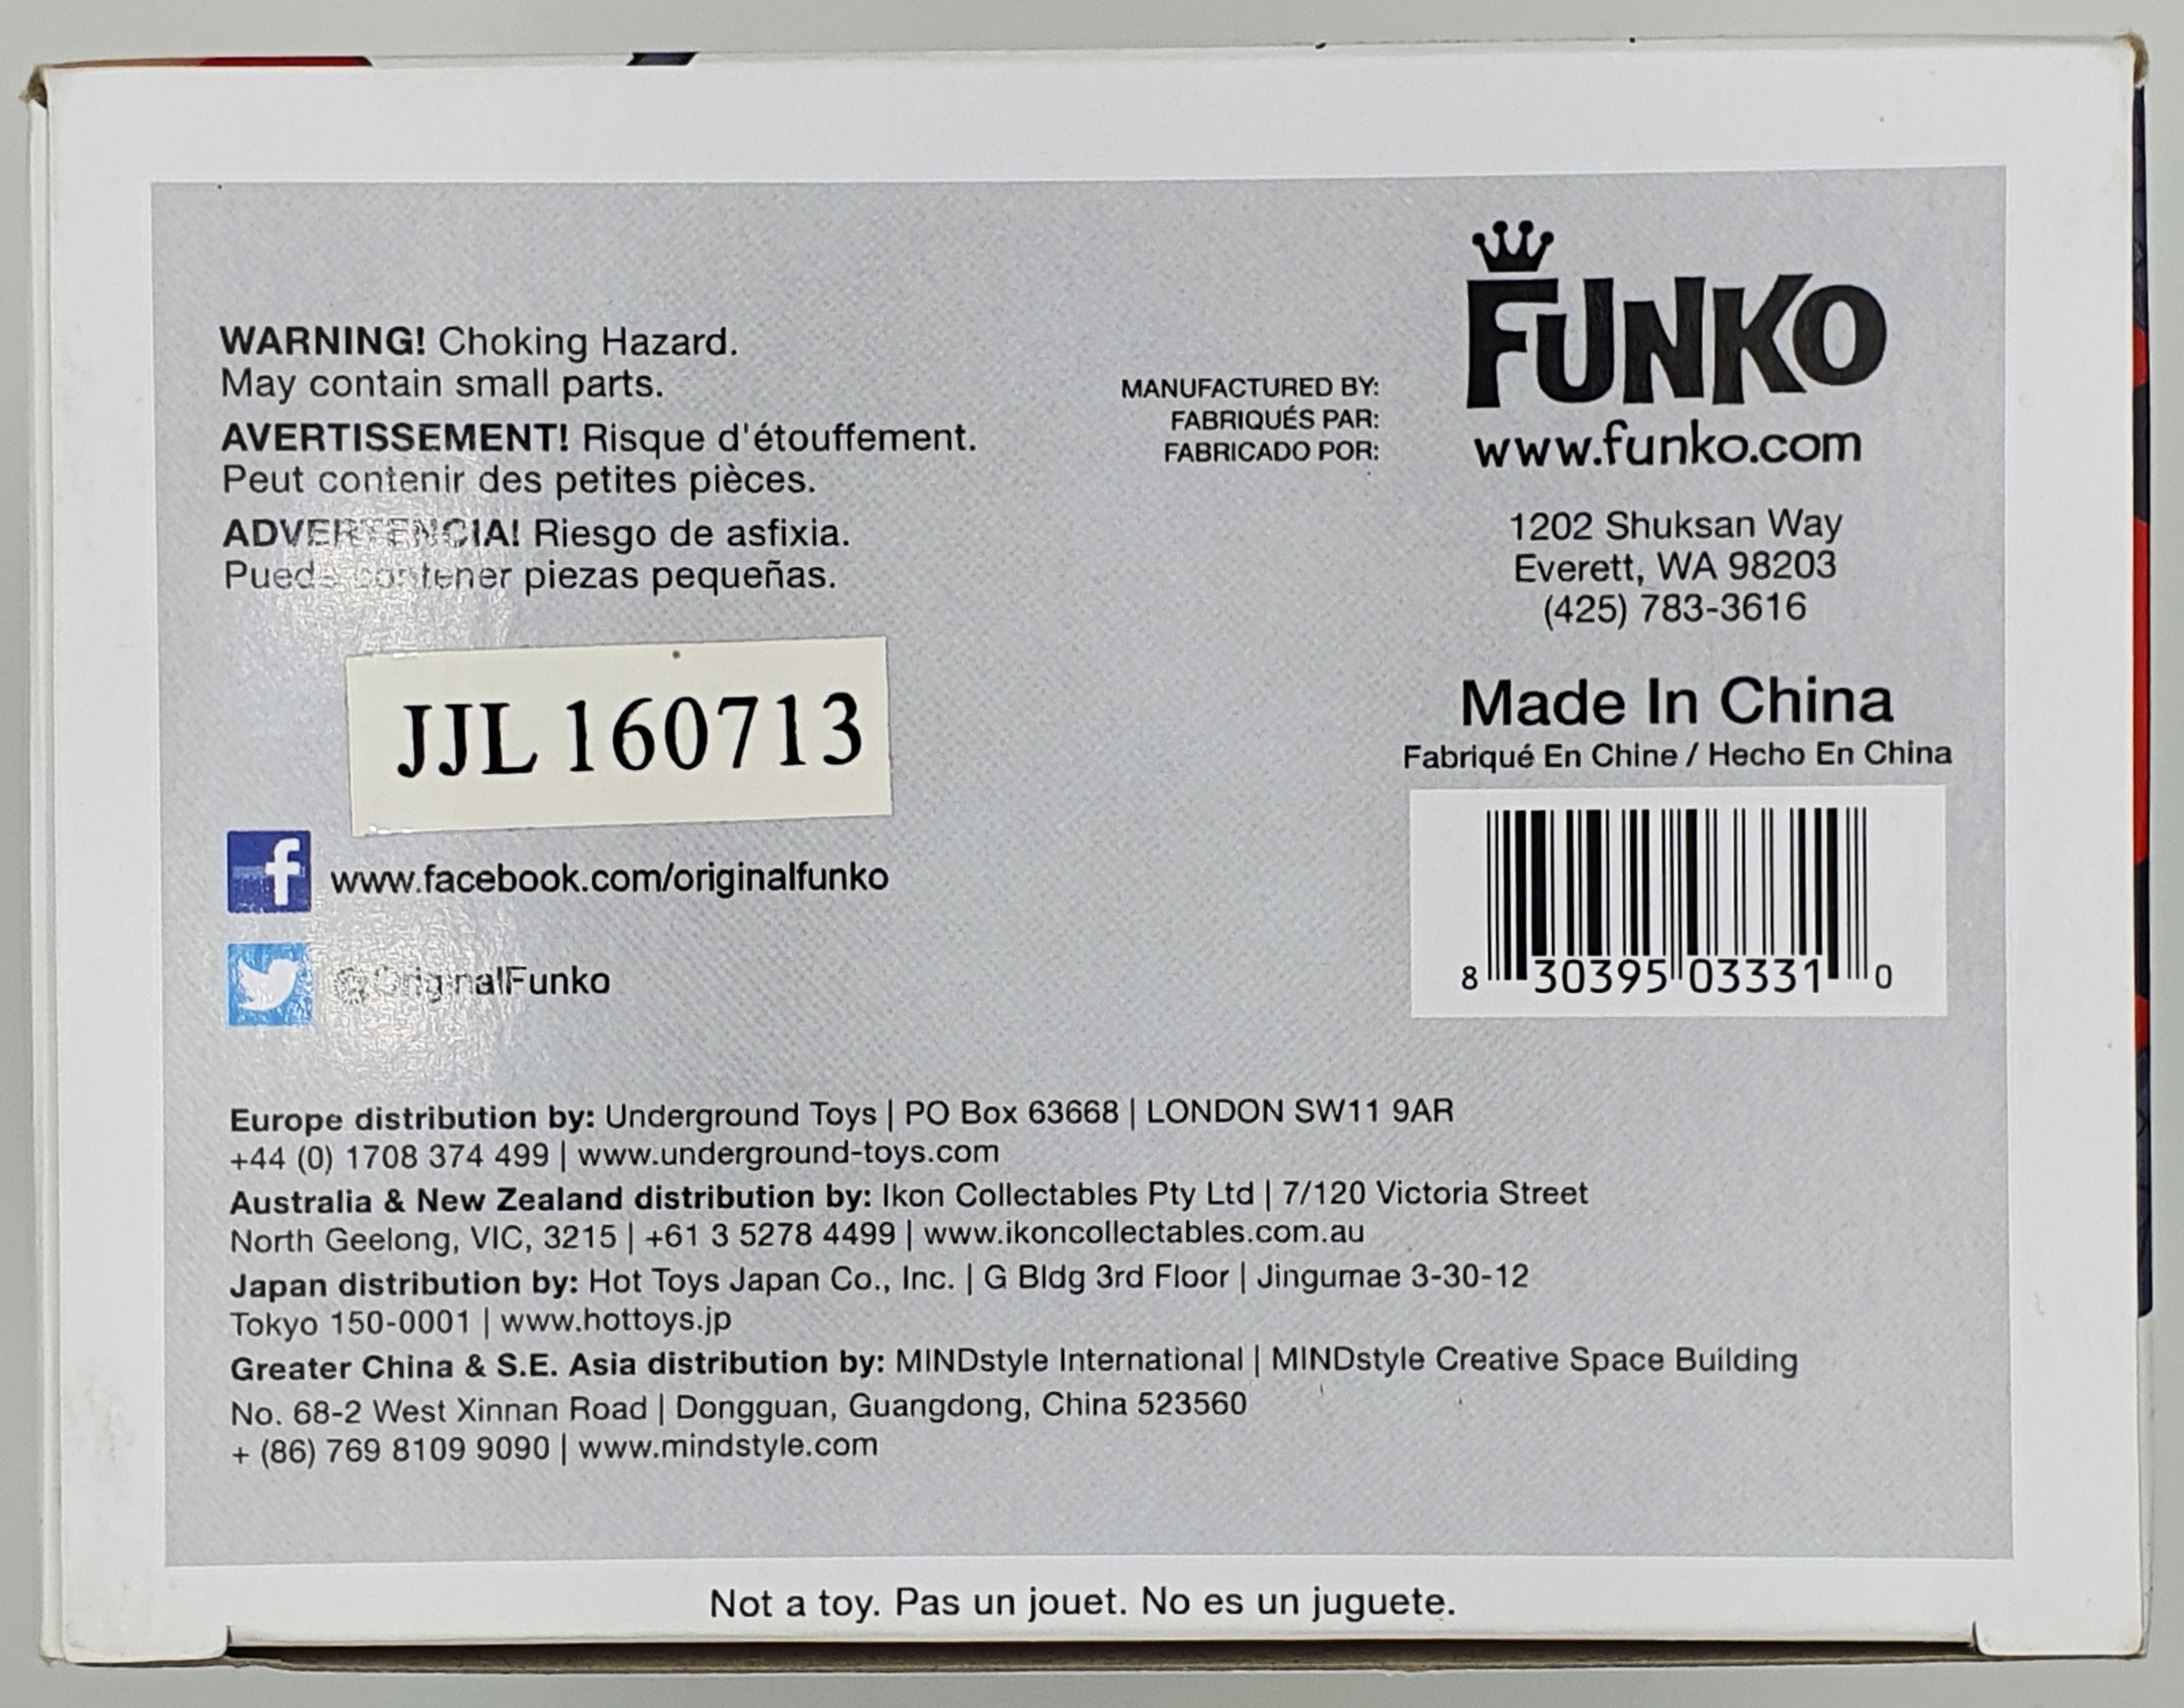 WARNING! Choking Hazard.
May contain small parts.
AVERTISSEMENT! Risque d'étouffement.
Peut contenir des petites pièces.
ADVERTENCIA! Riesgo de asfixia.
Puede contener piezas pequeñas.
JJL 160713
www.facebook.com/originalfunko
@OriginalFunko
MANUFACTURED BY:
FABRIQUÉS PAR:
FABRICADO POR:
FUNKO
www.funko.com
1202 Shuksan Way
Everett, WA 98203
(425) 783-3616
Made In China
Fabriqué En Chine / Hecho En China
8 30395 03331 0
Europe distribution by: Underground Toys | PO Box 63668 | LONDON SW11 9AR
+44 (0) 1708 374 499 | www.underground-toys.com
Australia & New Zealand distribution by: Ikon Collectables Pty Ltd | 7/120 Victoria Street
North Geelong, VIC, 3215 | +61 3 5278 4499 | www.ikoncollectables.com.au
Japan distribution by: Hot Toys Japan Co., Inc. | G Bldg 3rd Floor | Jingumae 3-30-12
Tokyo 150-0001 | www.hottoys.jp
Greater China & S.E. Asia distribution by: MINDstyle International | MINDstyle Creative Space Building
No. 68-2 West Xinnan Road | Dongguan, Guangdong, China 523560
+ (86) 769 8109 9090 | www.mindstyle.com
Not a toy. Pas un jouet. No es un juguete.